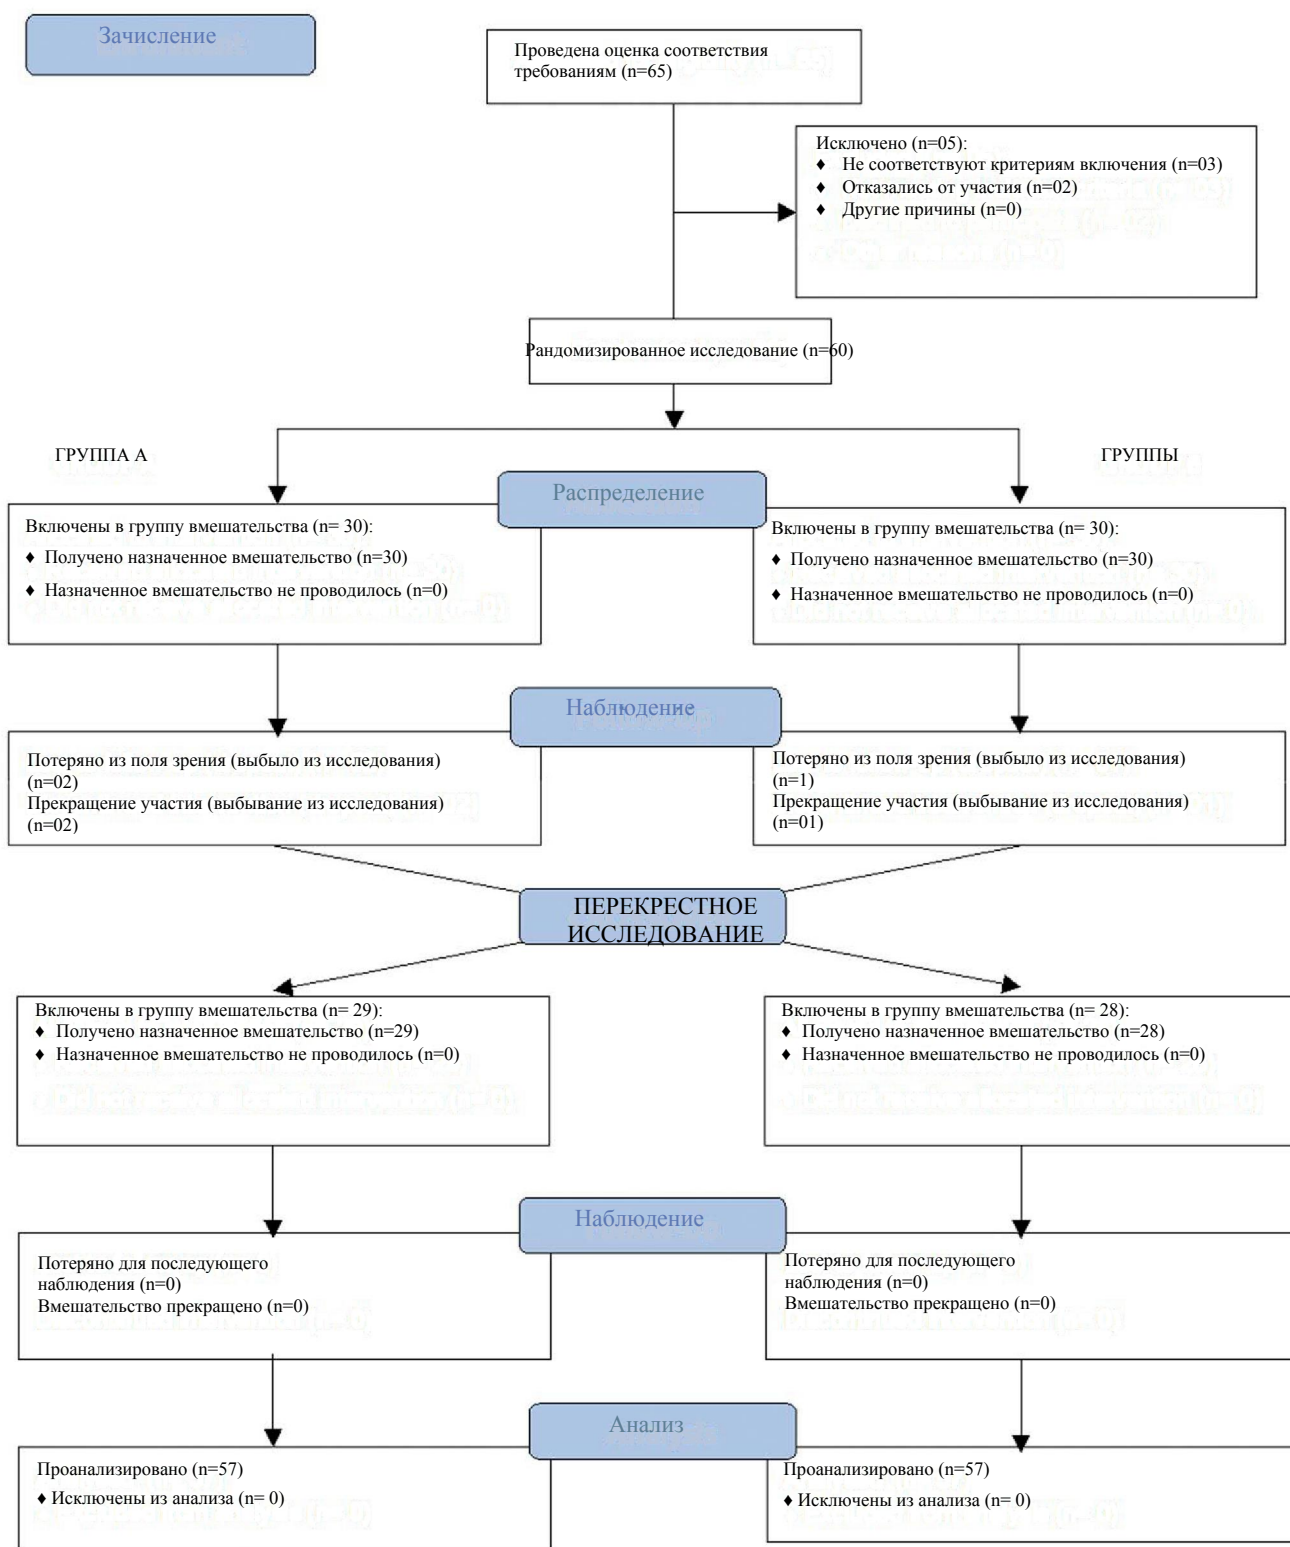 Зачисление
Проведена оценка соответствия
требованиям (n=65)
Исключено (n=05):
♦ Не соответствуют критериям включения (n=03)
♦ Отказались от участия (n=02)
♦ Другие причины (n=0)
Рандомизированное исследование (n=60)
ГРУППА А
ГРУППЫ
Распределение
Включены в группу вмешательства (n= 30):
♦ Получено назначенное вмешательство (n=30)
♦ Назначенное вмешательство не проводилось (n=0)
Включены в группу вмешательства (n= 30):
♦ Получено назначенное вмешательство (n=30)
♦ Назначенное вмешательство не проводилось (n=0)
Наблюдение
Потеряно из поля зрения (выбыло из исследования)
(n=02)
Прекращение участия (выбывание из исследования)
(n=02)
Потеряно из поля зрения (выбыло из исследования)
(n=1)
Прекращение участия (выбывание из исследования)
(n=01)
ПЕРЕКРЕСТНОЕ
ИССЛЕДОВАНИЕ
Включены в группу вмешательства (n= 29):
♦ Получено назначенное вмешательство (n=29)
♦ Назначенное вмешательство не проводилось (n=0)
Включены в группу вмешательства (n= 28):
♦ Получено назначенное вмешательство (n=28)
♦ Назначенное вмешательство не проводилось (n=0)
Наблюдение
Потеряно для последующего
наблюдения (n=0)
Вмешательство прекращено (n=0)
Потеряно для последующего
наблюдения (n=0)
Вмешательство прекращено (n=0)
Анализ
Проанализировано (n=57)
♦ Исключены из анализа (n= 0)
Проанализировано (n=57)
♦ Исключены из анализа (n= 0)